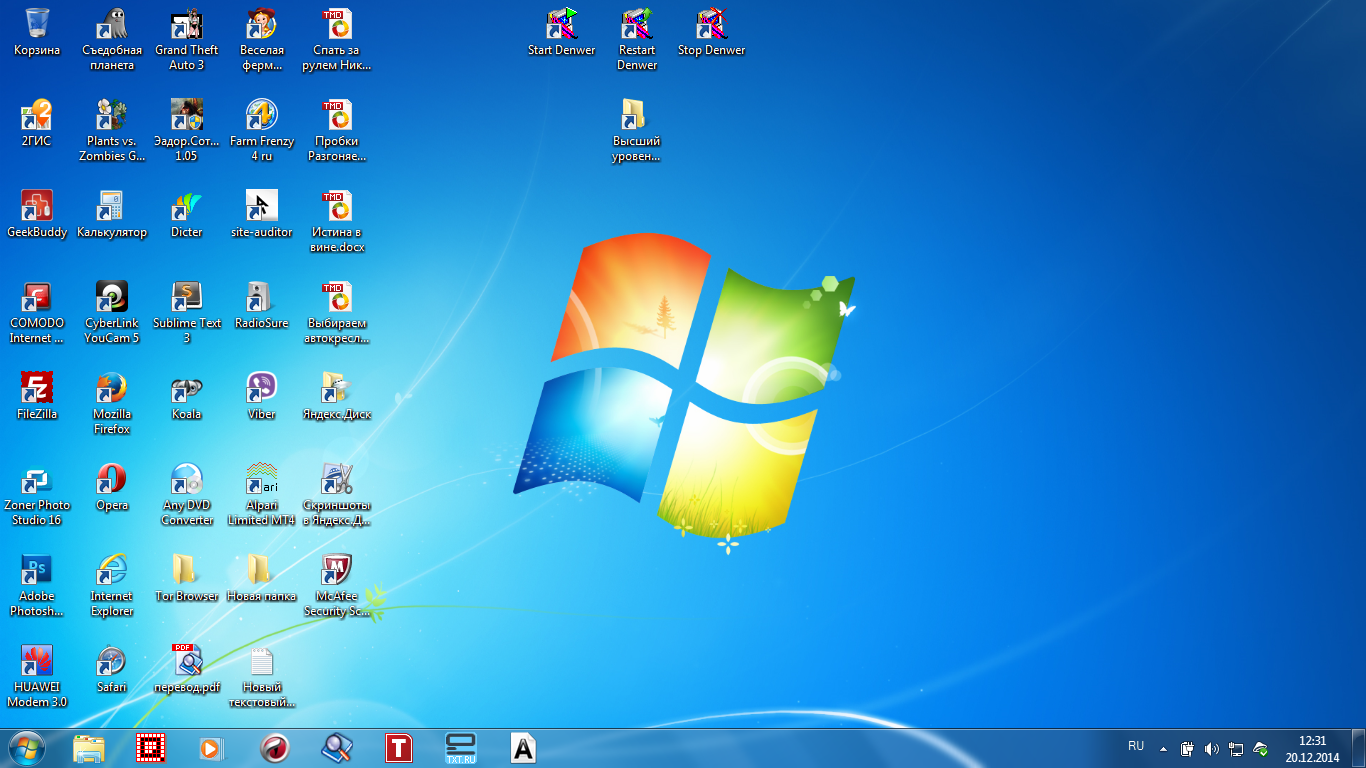 Корзина
Съедобная
планета
Grand Theft
Auto 3
Веселая
ферм...
TMD
Спать за
рулем Ник...
Start Denwer
Restart
Denwer
Stop Denwer
2ГИС
Plants vs.
Zombies G...
Эадор.Сот...
1.05
Farm Frenzy
4 ru
TMD
Пробки
Разгоняе...
Высший
уровен...
GeekBuddy
Калькулятор
Dicter
site-auditor
TMD
Истина в
вине.docx
COMODO
Internet ...
CyberLink
YouCam 5
Sublime Text
3
RadioSure
TMD
Выбираем
автокресл...
FileZilla
Mozilla
Firefox
Koala
Viber
Яндекс.Диск
Zoner Photo
Studio 16
Opera
Any DVD
Converter
ari
Alpari
Limited MT4
Скриншоты
в Яндекс.Д...
Ps
Adobe
Photosh...
Internet
Explorer
Tor Browser
Новая папка
McAfee
Security Sc...
HUAWEI
Modem 3.0
Safari
PDF
перевод.pdf
Новый
текстовый...
T
TXT.RU
A
RU
12:31
20.12.2014